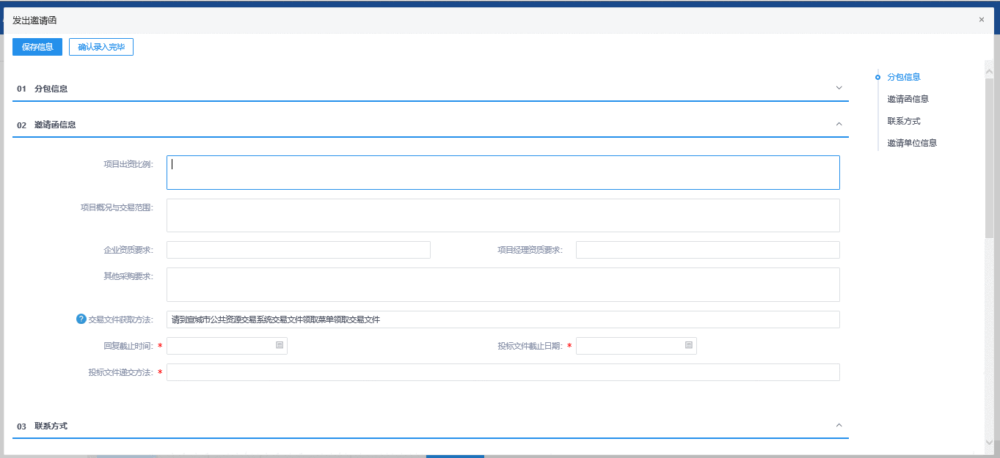 发出邀请函
×
保存信息 确认录入完毕
01 分包信息
02 邀请函信息
项目出资比例:
项目概况与交易范围:
企业资质要求: 项目经理资质要求:
其他采购要求:
? 交易文件获取方法: 请到宣城市公共资源交易系统交易文件领取菜单领取交易文件
回复截止时间: * 投标文件截止日期: *
投标文件递交方法: *
03 联系方式
分包信息
邀请函信息
联系方式
邀请单位信息